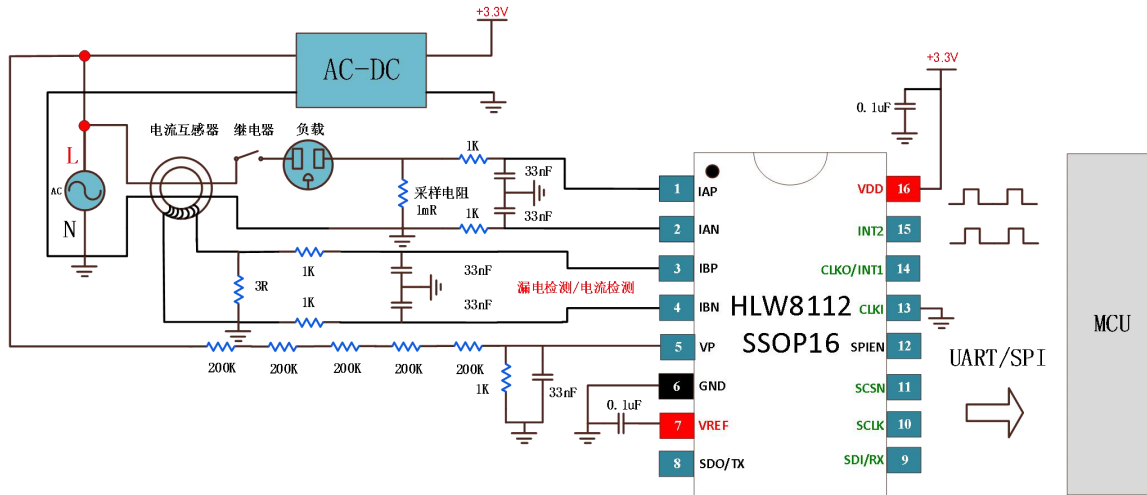 +3.3V
AC-DC
+3.3V
0.1uF
电流互感器
继电器
负载
L
AC
N
1K
33nF
采样电阻
1mR
33nF
1K
1K
33nF
3R
漏电检测/电流检测
1K
33nF
200K
200K
200K
200K
200K
1K
33nF
0.1uF
1
IAP
2
IAN
3
IBP
4
IBN
5
VP
6
GND
7
VREF
8
SDO/TX
HLW8112
SSOP16
VDD
16
INT2
15
CLKO/INT1
14
CLKI
13
SPIEN
12
SCSN
11
SCLK
10
SDI/RX
9
UART/SPI
MCU